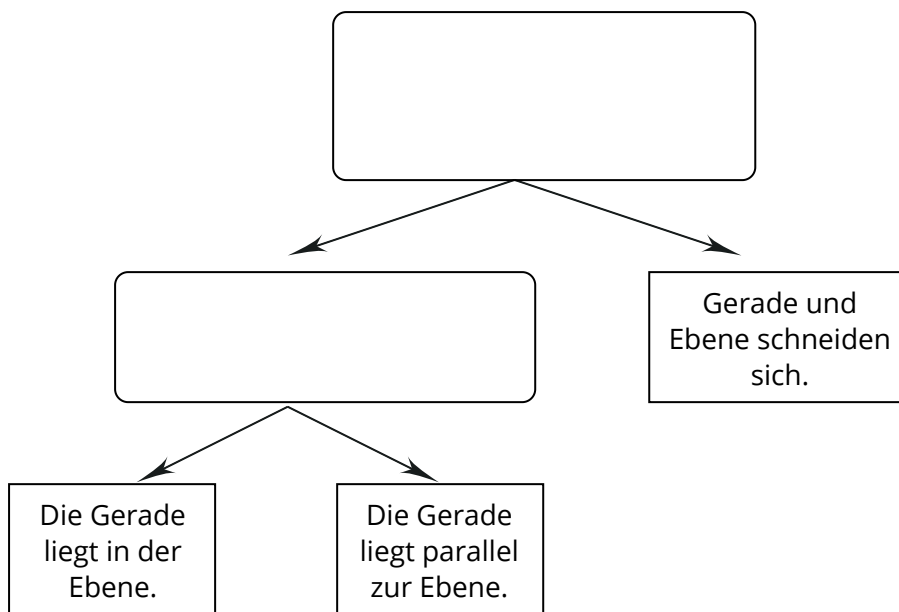 Gerade und
Ebene schneiden
sich.
Die Gerade
liegt in der
Ebene.
Die Gerade
liegt parallel
zur Ebene.